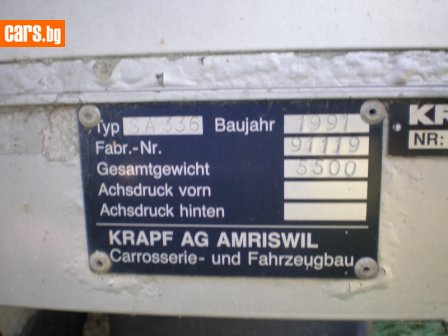 cars.bg
Typ SA 336 Baujahr 1991
Fabr.-Nr. 91119
Gesamtgewicht 5500
Achsdruck vorn
Achsdruck hinten
KRAPF AG AMRISWIL
Carrosserie- und Fahrzeugbau
KR
NR: